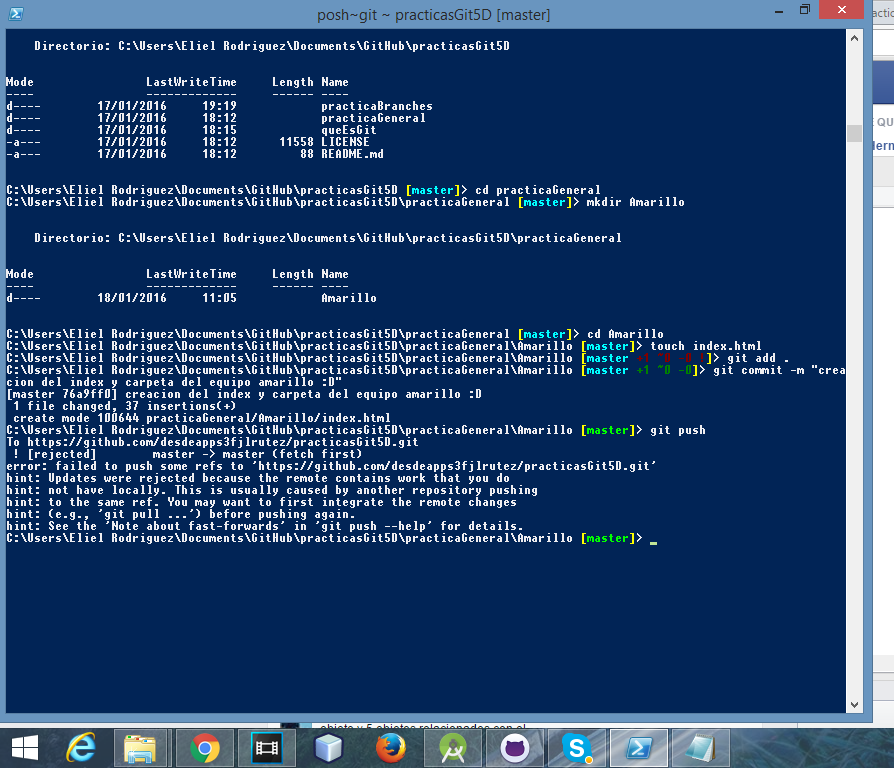 posh~git ~ practicasGit5D [master]
Directorio: C:\Users\Eliel Rodriguez\Documents\GitHub\practicasGit5D
Mode LastWriteTime Length Name
---- ------------- ------ ----
d---- 17/01/2016 19:19 practicaBranches
d---- 17/01/2016 18:12 practicaGeneral
d---- 17/01/2016 18:15 queEsGit
-a--- 17/01/2016 18:12 11558 LICENSE
-a--- 17/01/2016 18:12 88 README.md
C:\Users\Eliel Rodriguez\Documents\GitHub\practicasGit5D [master]> cd practicaGeneral
C:\Users\Eliel Rodriguez\Documents\GitHub\practicasGit5D\practicaGeneral [master]> mkdir Amarillo
Directorio: C:\Users\Eliel Rodriguez\Documents\GitHub\practicasGit5D\practicaGeneral
Mode LastWriteTime Length Name
---- ------------- ------ ----
d---- 18/01/2016 11:05 Amarillo
C:\Users\Eliel Rodriguez\Documents\GitHub\practicasGit5D\practicaGeneral [master]> cd Amarillo
C:\Users\Eliel Rodriguez\Documents\GitHub\practicasGit5D\practicaGeneral\Amarillo [master]> touch index.html
C:\Users\Eliel Rodriguez\Documents\GitHub\practicasGit5D\practicaGeneral\Amarillo [master +1 ~0 -0 !]> git add .
C:\Users\Eliel Rodriguez\Documents\GitHub\practicasGit5D\practicaGeneral\Amarillo [master +1 ~0 -0]> git commit -m "crea
cion del index y carpeta del equipo amarillo :D"
[master 76a9ff0] creacion del index y carpeta del equipo amarillo :D
1 file changed, 37 insertions(+)
create mode 100644 practicaGeneral/Amarillo/index.html
C:\Users\Eliel Rodriguez\Documents\GitHub\practicasGit5D\practicaGeneral\Amarillo [master]> git push
To https://github.com/desdeapps3fjlrutez/practicasGit5D.git
! [rejected] master -> master (fetch first)
error: failed to push some refs to 'https://github.com/desdeapps3fjlrutez/practicasGit5D.git'
hint: Updates were rejected because the remote contains work that you do
hint: not have locally. This is usually caused by another repository pushing
hint: to the same ref. You may want to first integrate the remote changes
hint: (e.g., 'git pull ...') before pushing again.
hint: See the 'Note about fast-forwards' in 'git push --help' for details.
C:\Users\Eliel Rodriguez\Documents\GitHub\practicasGit5D\practicaGeneral\Amarillo [master]>